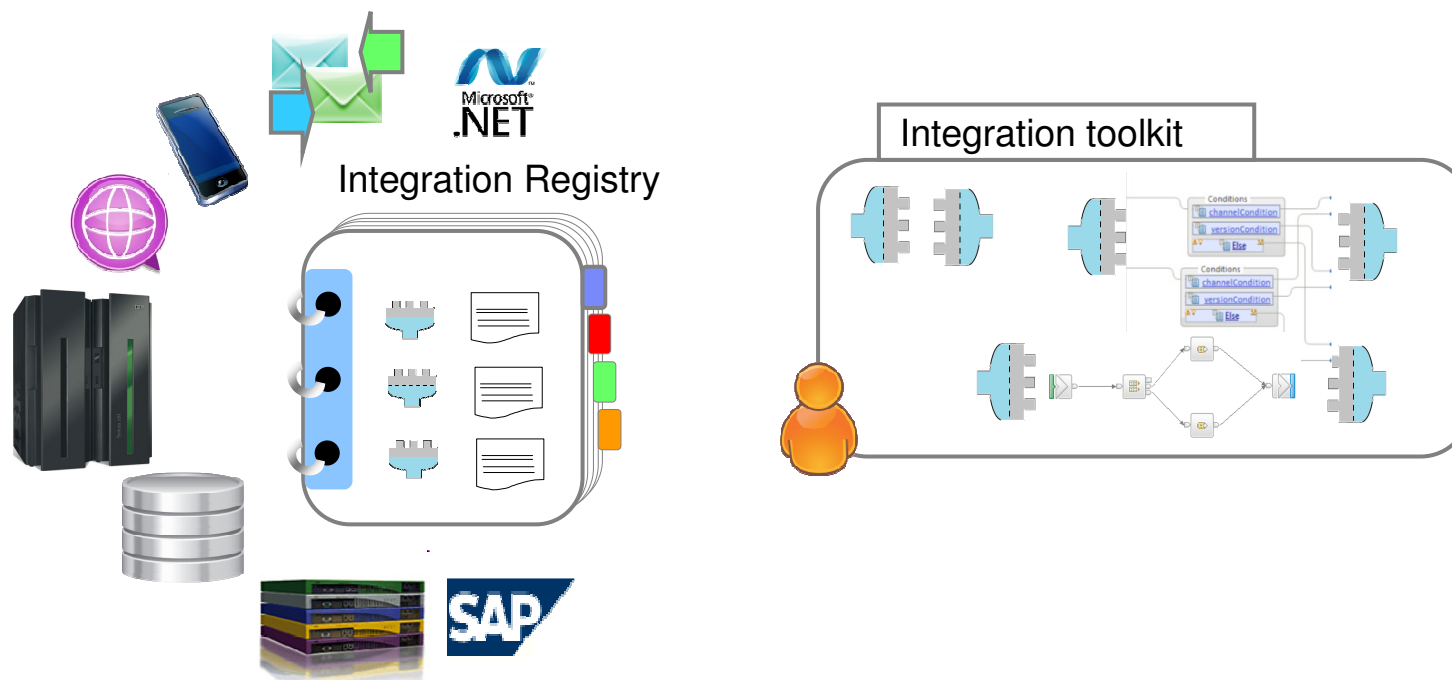 Microsoft®
.NET
Integration Registry
SAP
Integration toolkit
Conditions
channelCondition
versionCondition
Else
Conditions
channelCondition
versionCondition
Else